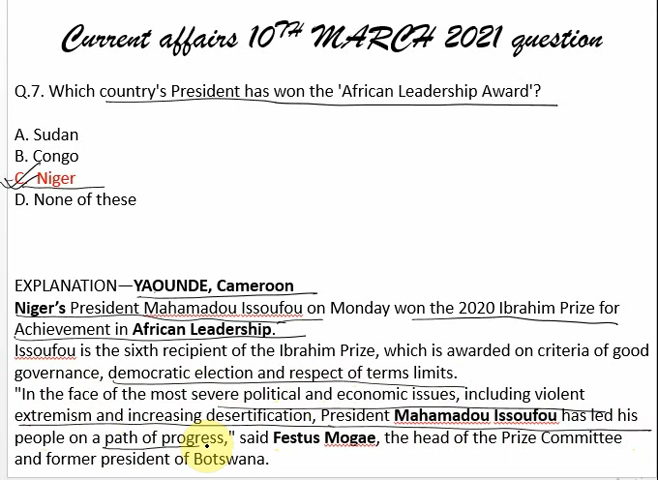 Current affairs 10TH MARCH 2021 question
Q.7. Which country's President has won the 'African Leadership Award'?
A. Sudan
B. Congo
C. Niger
D. None of these
EXPLANATION—YAOUNDE, Cameroon
Niger's President Mahamadou Issoufou on Monday won the 2020 Ibrahim Prize for
Achievement in African Leadership.
Issoufou is the sixth recipient of the Ibrahim Prize, which is awarded on criteria of good
governance, democratic election and respect of terms limits.
"In the face of the most severe political and economic issues, including violent
extremism and increasing desertification, President Mahamadou Issoufou has led his
people on a path of progress," said Festus Mogae, the head of the Prize Committee
and former president of Botswana.